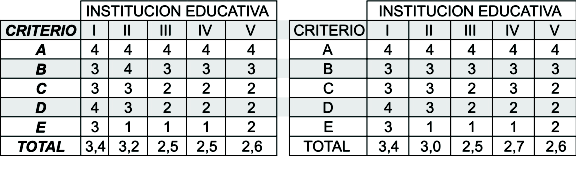 INSTITUCION EDUCATIVA
CRITERIO I II III IV V
A 4 4 4 4 4
B 3 4 3 3 3
C 3 3 2 2 2
D 4 3 2 2 2
E 3 1 1 1 2
TOTAL 3,4 3,2 2,5 2,5 2,6
INSTITUCION EDUCATIVA
CRITERIO I II III IV V
A 4 4 4 4 4
B 3 3 3 3 3
C 3 3 2 3 2
D 4 3 2 2 2
E 3 1 1 1 2
TOTAL 3,4 3,0 2,5 2,7 2,6